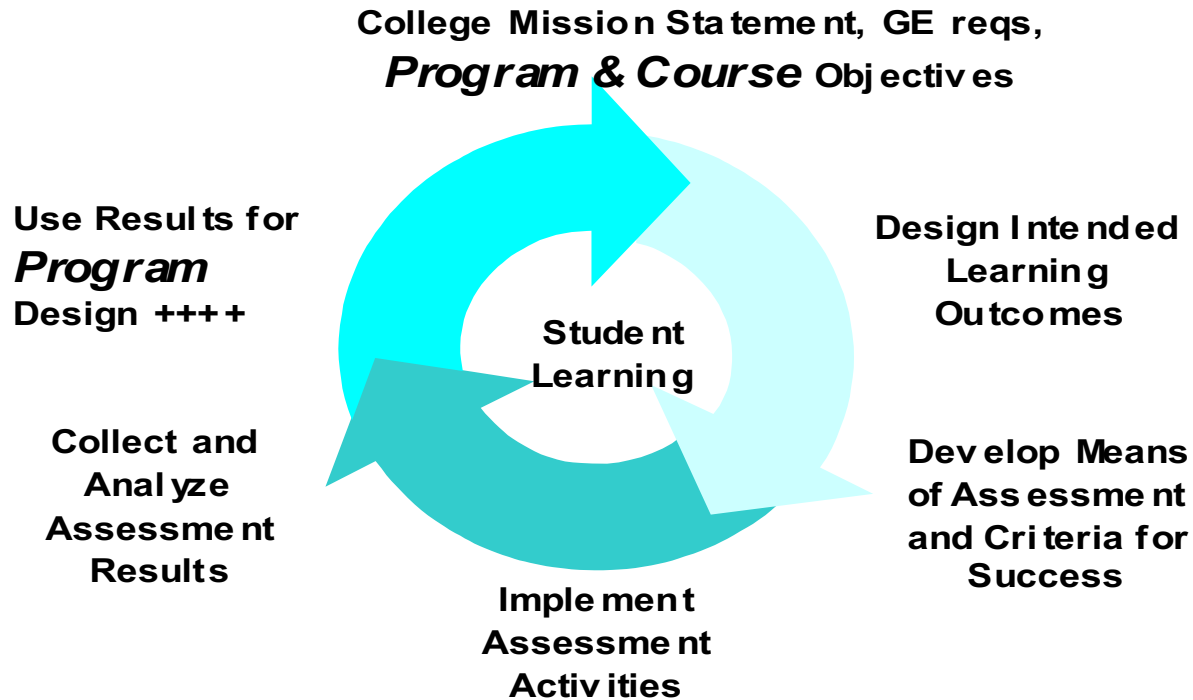 College Mission Statement, GE reqs,
Program & Course Objectives
Design Intended
Learning
Outcomes
Develop Means
of Assessment
and Criteria for
Success
Implement
Assessment
Activities
Collect and
Analyze
Assessment
Results
Use Results for
Program
Design ++++
Student
Learning